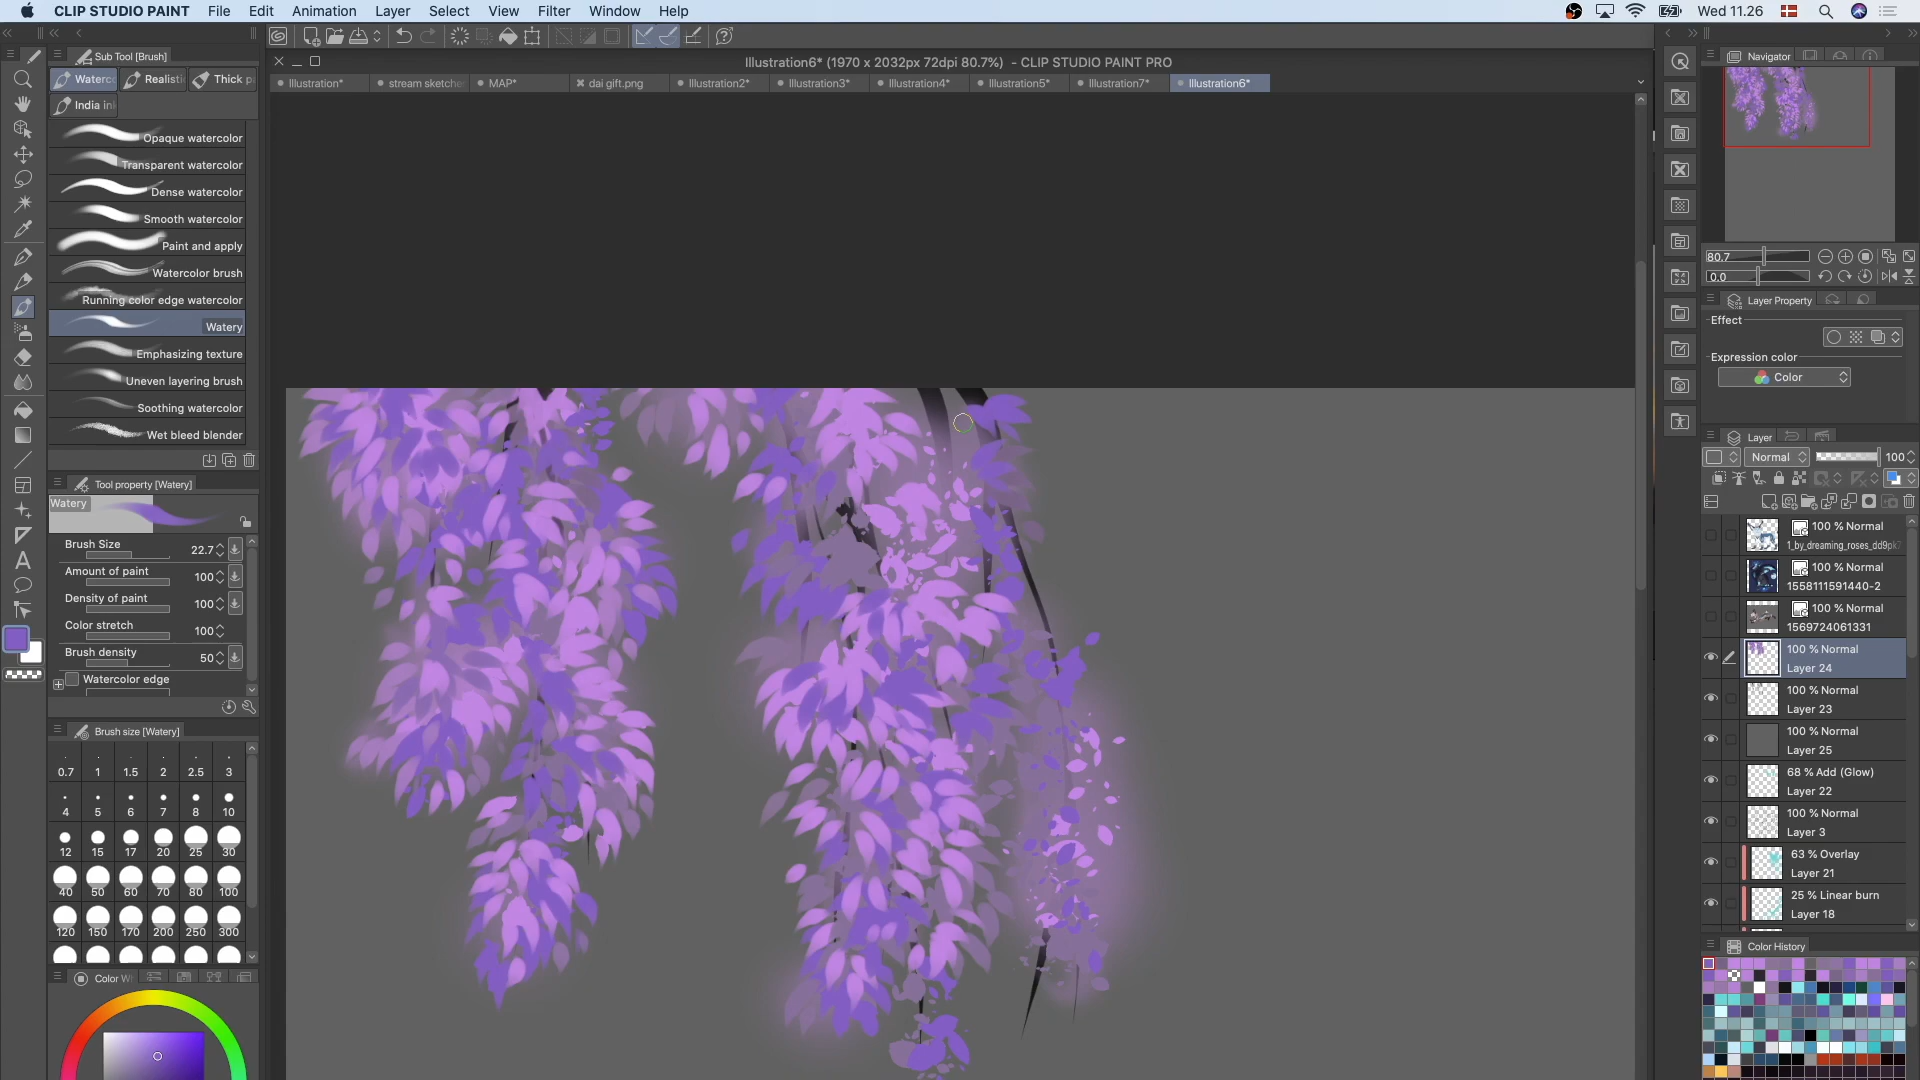 CLIP STUDIO PAINT File Edit Animation Layer Select View Filter Window Help Wed 11.26
Illustration6* (1970 x 2032px 72dpi 80.7%) - CLIP STUDIO PAINT PRO
Illustration* stream sketche MAP* dai gift.png Illustration2* Illustration3* Illustration4* Illustration5* Illustration7* Illustration6*
Sub Tool [Brush]
Waterc Realisti Thick p
India in
Opaque watercolor
Transparent watercolor
Dense watercolor
Smooth watercolor
Paint and apply
Watercolor brush
Running color edge watercolor
Watery
Emphasizing texture
Uneven layering brush
Soothing watercolor
Wet bleed blender
Tool property [Watery]
Watery
Brush Size 22.7
Amount of paint 100
Density of paint 100
Color stretch 100
Brush density 50
Watercolor edge
Brush size [Watery]
0.7 1 1.5 2 2.5 3
4 5 6 7 8 10
12 15 17 20 25 30
40 50 60 70 80 100
120 150 170 200 250 300
Color W
Navigator
80.7
0.0
Layer Property
Effect
Expression color
Color
Layer
Normal 100
100 % Normal
1_by_dreaming_roses_dd9pk7
100 % Normal
1558111591440-2
100 % Normal
1569724061331
100 % Normal
Layer 24
100 % Normal
Layer 23
100 % Normal
Layer 25
68 % Add (Glow)
Layer 22
100 % Normal
Layer 3
63 % Overlay
Layer 21
25 % Linear burn
Layer 18
Color History